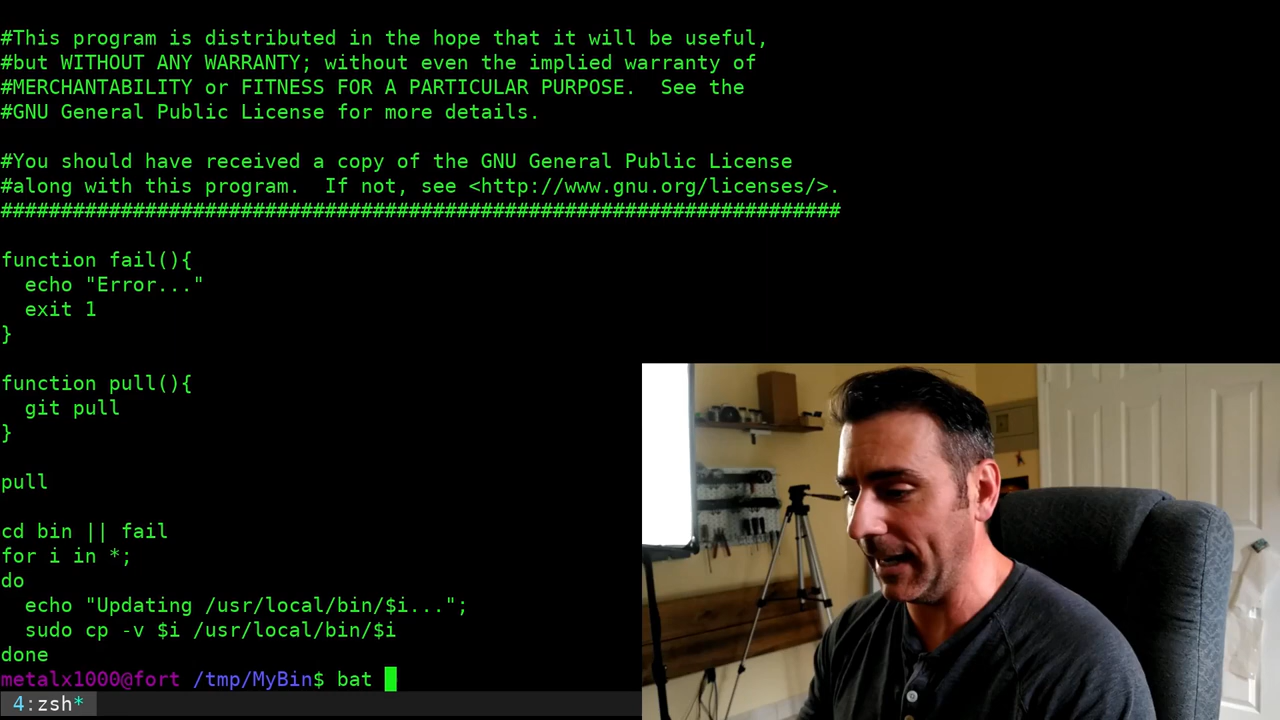 #This program is distributed in the hope that it will be useful,
#but WITHOUT ANY WARRANTY; without even the implied warranty of
#MERCHANTABILITY or FITNESS FOR A PARTICULAR PURPOSE.  See the
#GNU General Public License for more details.
#You should have received a copy of the GNU General Public License
#along with this program.  If not, see <http://www.gnu.org/licenses/>.
######################################################################
function fail(){
  echo "Error..."
  exit 1
}
function pull(){
  git pull
}
pull
cd bin || fail
for i in *;
do
  echo "Updating /usr/local/bin/$i...";
  sudo cp -v $i /usr/local/bin/$i
done
metalx1000@fort /tmp/MyBin$ bat
4:zsh*